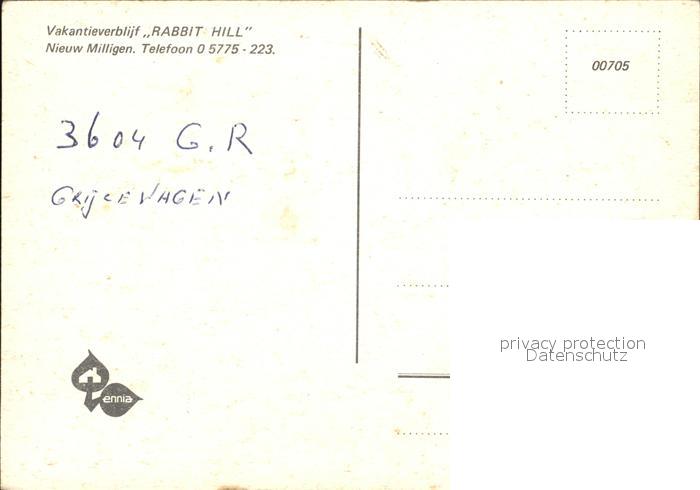 Vakantieverblijf „RABBIT HILL"
Nieuw Milligen. Telefoon 0 5775 - 223.
00705
3604 G.R
GRIJCEWAGEN
ennia
privacy protection
Datenschutz